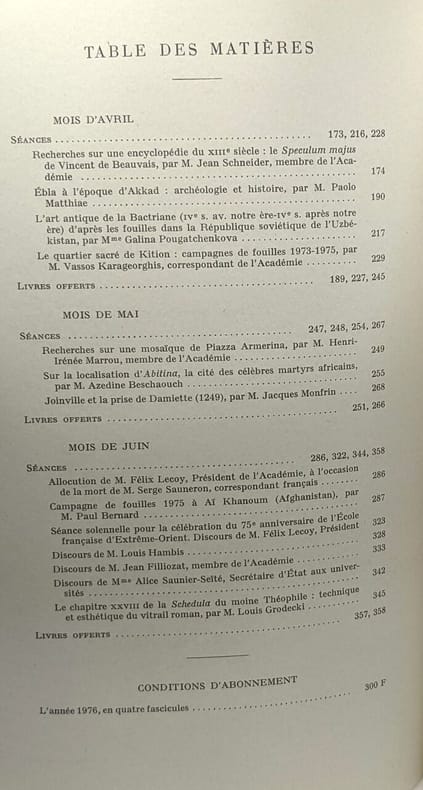 TABLE DES MATIÈRES
MOIS D'AVRIL
SÉANCES ........ 173, 216, 228
Recherches sur une encyclopédie du XIIIe siècle : le Speculum majus
de Vincent de Beauvais, par M. Jean Schneider, membre de l'Aca-
démie ........ 174
Ébla à l'époque d'Akkad : archéologie et histoire, par M. Paolo
Matthiae ........ 190
L'art antique de la Bactriane (IVe s. av. notre ère-IVe s. après notre
ère) d'après les fouilles dans la République soviétique de l'Uzbé-
kistan, par Mme Galina Pougatchenkova ........ 217
Le quartier sacré de Kition : campagnes de fouilles 1973-1975, par
M. Vassos Karageorghis, correspondant de l'Académie ........ 229
LIVRES OFFERTS ........ 189, 227, 245
MOIS DE MAI
SÉANCES ........ 247, 248, 254, 267
Recherches sur une mosaïque de Piazza Armerina, par M. Henri-
Irénée Marrou, membre de l'Académie ........ 249
Sur la localisation d'Abitina, la cité des célèbres martyrs africains,
par M. Azedine Beschaouch ........ 255
Joinville et la prise de Damiette (1249), par M. Jacques Monfrin .... 268
LIVRES OFFERTS ........ 251, 266
MOIS DE JUIN
SÉANCES ........ 286, 322, 344, 358
Allocution de M. Félix Lecoy, Président de l'Académie, à l'occasion
de la mort de M. Serge Sauneron, correspondant français ........ 286
Campagne de fouilles 1975 à Aï Khanoum (Afghanistan), par
M. Paul Bernard ........ 287
Séance solennelle pour la célébration du 75e anniversaire de l'École
française d'Extrême-Orient. Discours de M. Félix Lecoy, Président 323
Discours de M. Louis Hambis ........ 328
Discours de M. Jean Filliozat, membre de l'Académie ........ 333
Discours de Mme Alice Saunier-Seïté, Secrétaire d'État aux univer-
sités ........ 342
Le chapitre XXVIII de la Schedula du moine Théophile : technique
et esthétique du vitrail roman, par M. Louis Grodecki ........ 345
LIVRES OFFERTS ........ 357, 358
CONDITIONS D'ABONNEMENT
L'année 1976, en quatre fascicules ........ 300 F